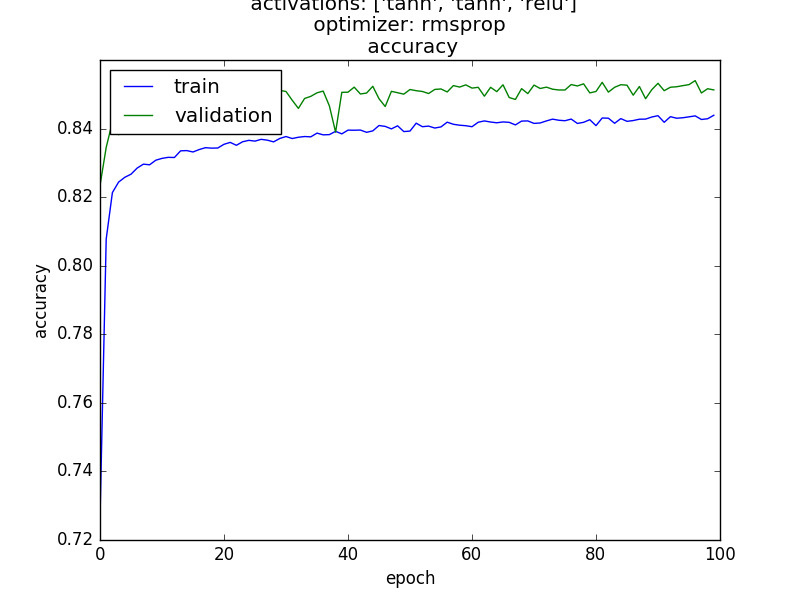 activations: ['tanh', 'tanh', 'relu']
optimizer: rmsprop
accuracy
train
validation
0.84
0.82
0.80
0.78
0.76
0.74
0.72
accuracy
0 20 40 60 80 100
epoch